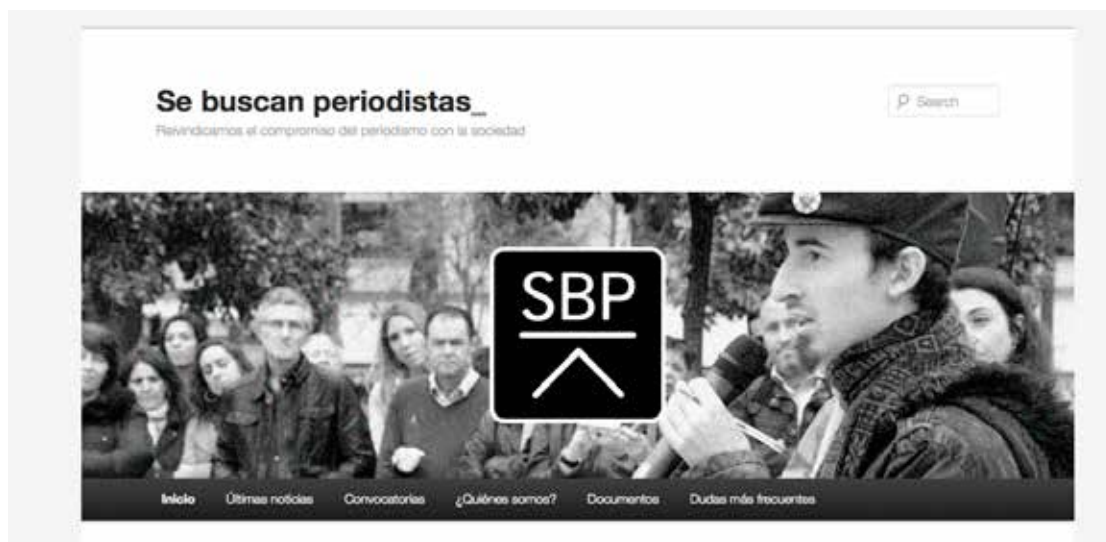 Se buscan periodistas_
Search
Reivindicamos el compromiso del periodismo con la sociedad
SBP
Inicio Últimas noticias Convocatorias ¿Quiénes somos? Documentos Dudas más frecuentes